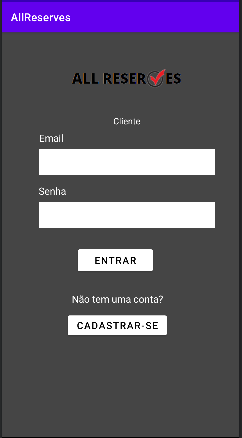 AllReserves
ALL RESERVES
Cliente
Email
Senha
ENTRAR
Não tem uma conta?
CADASTRAR-SE